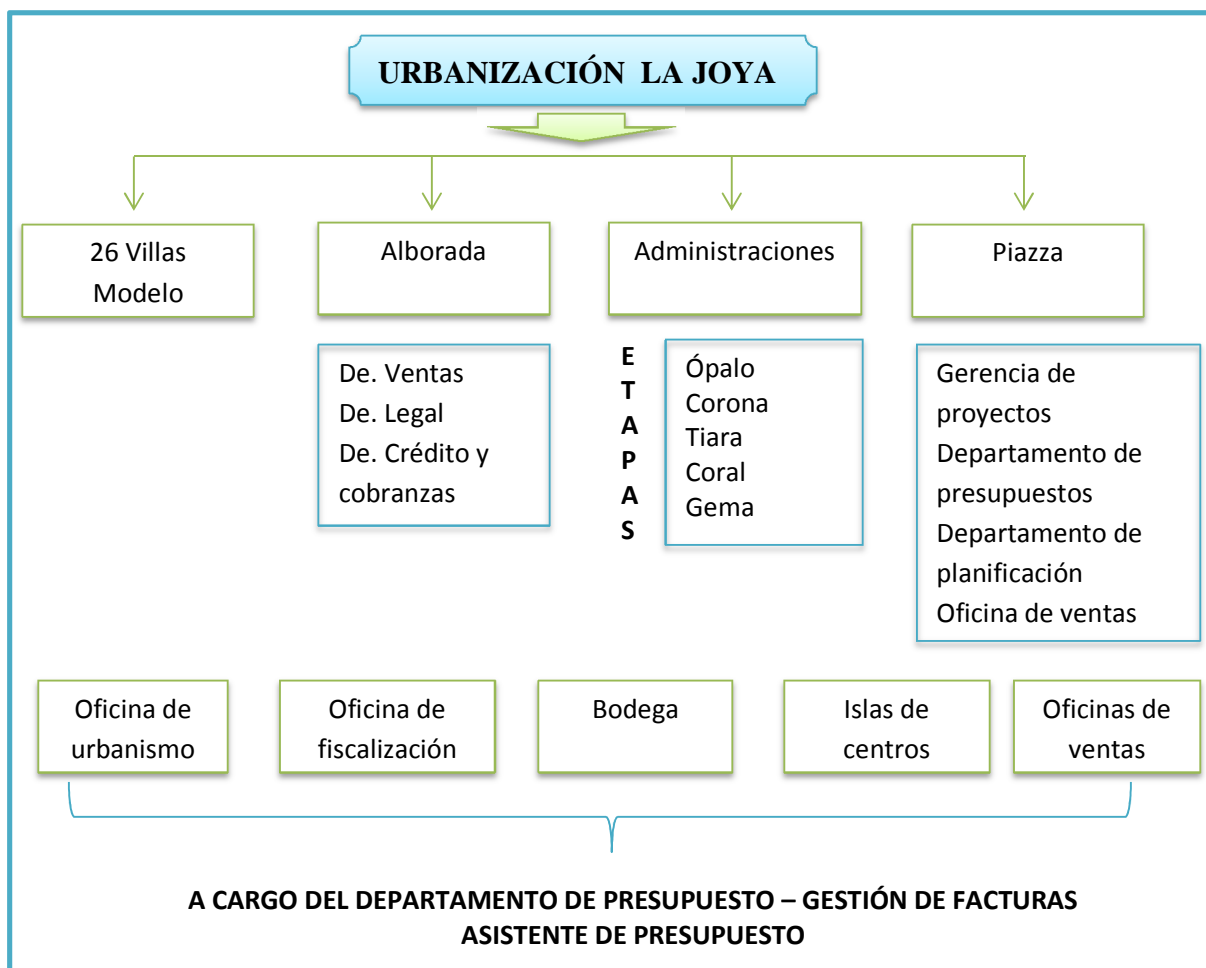 URBANIZACIÓN LA JOYA
26 Villas
Modelo
Alborada
Administraciones
Piazza
De. Ventas
De. Legal
De. Crédito y
cobranzas
E
T
A
P
A
S
Ópalo
Corona
Tiara
Coral
Gema
Gerencia de
proyectos
Departamento de
presupuestos
Departamento de
planificación
Oficina de ventas
Oficina de
urbanismo
Oficina de
fiscalización
Bodega
Islas de
centros
Oficinas de
ventas
A CARGO DEL DEPARTAMENTO DE PRESUPUESTO – GESTIÓN DE FACTURAS
ASISTENTE DE PRESUPUESTO